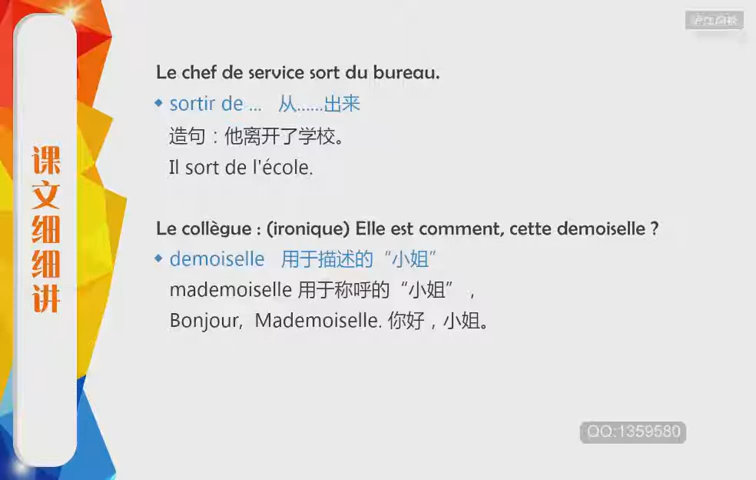 课文细细讲
Le chef de service sort du bureau.
sortir de ... 从……出来
造句：他离开了学校。
Il sort de l'école.
Le collègue : (ironique) Elle est comment, cette demoiselle ?
demoiselle 用于描述的“小姐”
mademoiselle 用于称呼的“小姐”，
Bonjour, Mademoiselle. 你好，小姐。
QQ:1359580